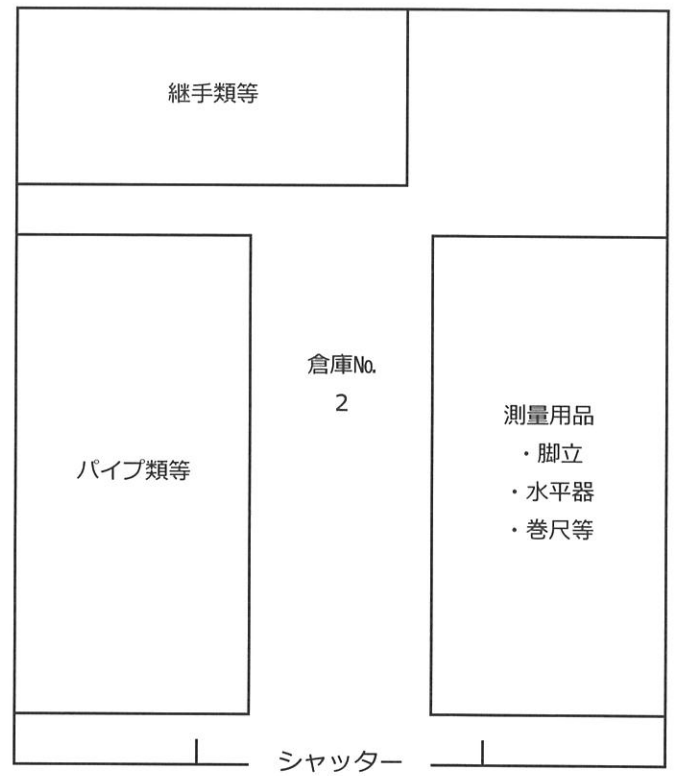 継手類等
倉庫№
2
パイプ類等
測量用品
・脚立
・水平器
・巻尺等
シャッター